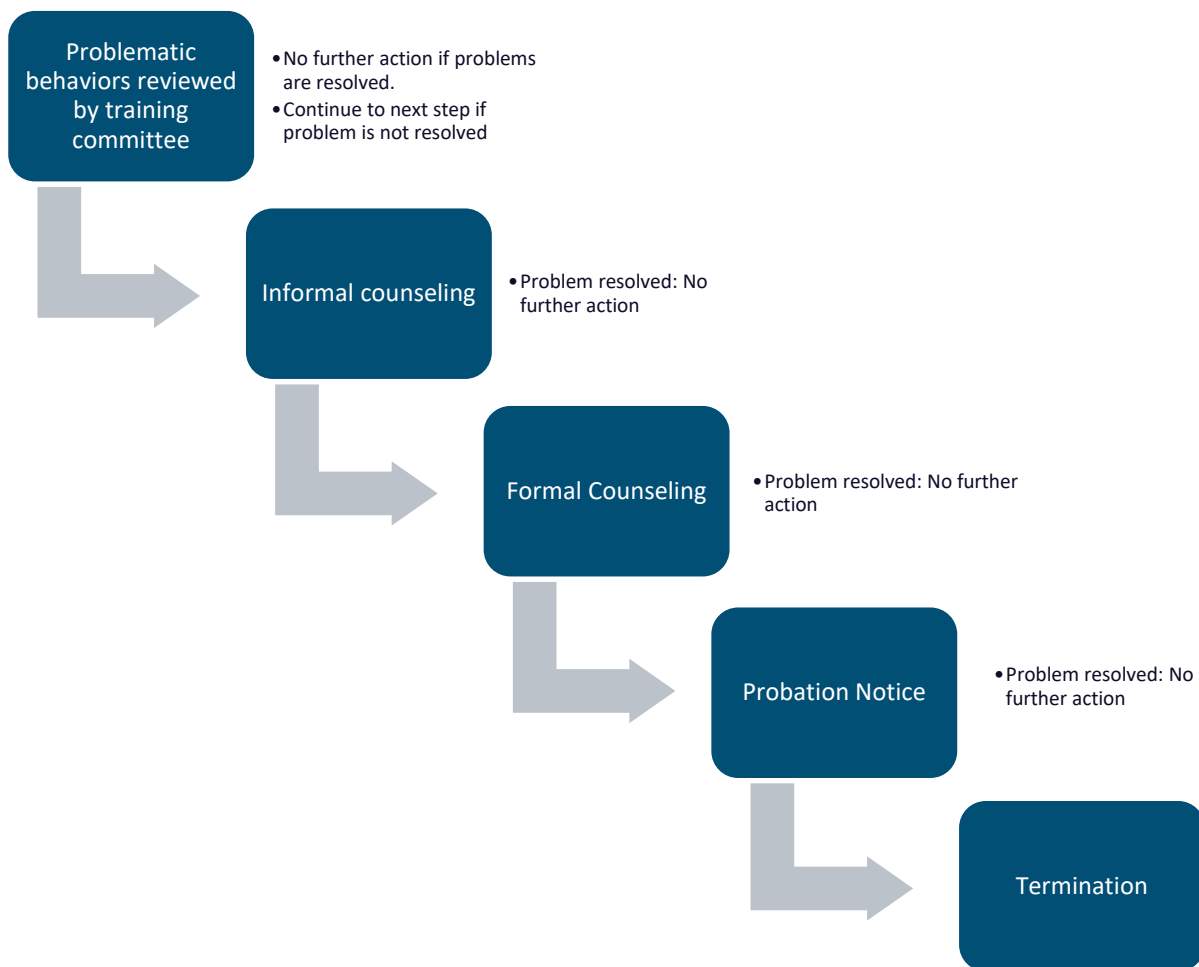 Problematic
behaviors reviewed
by training
committee
•No further action if problems
are resolved.
•Continue to next step if
problem is not resolved
Informal counseling
•Problem resolved: No
further action
Formal Counseling
•Problem resolved: No further
action
Probation Notice
•Problem resolved: No
further action
Termination